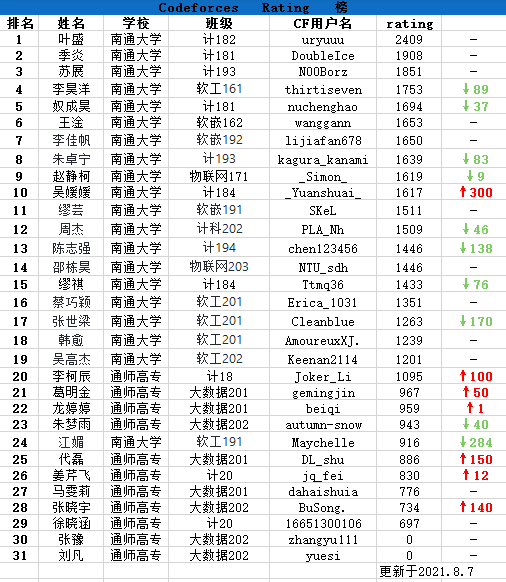 Codeforces Rating 榜
排名 姓名 学校 班级 CF用户名 rating
1 叶盛 南通大学 计182 uryuuu 2409 —
2 季焱 南通大学 计181 DoubleIce 1908 —
3 苏展 南通大学 计193 N00Borz 1851 —
4 李昊洋 南通大学 软工161 thirtiseven 1753 ↓89
5 奴成昊 南通大学 计181 nuchenghao 1694 ↓37
6 王淦 南通大学 软嵌162 wanggann 1653 —
7 李佳帆 南通大学 软嵌192 lijiafan678 1650 —
8 朱卓宁 南通大学 计193 kagura_kanami 1639 ↓83
9 赵静柯 南通大学 物联网171 _Simon_ 1619 ↓9
10 吴媛媛 南通大学 计184 _Yuanshuai_ 1617 ↑300
11 缪芸 南通大学 软嵌191 SKeL 1511 —
12 周杰 南通大学 计科202 PLA_Nh 1509 ↓46
13 陈志强 南通大学 计194 chen123456 1446 ↓138
14 邵栋昊 南通大学 物联网203 NTU_sdh 1446 —
15 缪祺 南通大学 计184 Ttmq36 1433 ↓76
16 蔡巧颖 南通大学 软工201 Erica_1031 1351 —
17 张世梁 南通大学 软工201 Cleanblue 1263 ↓170
18 韩愈 南通大学 软工201 AmoureuxXJ. 1239 —
19 吴高杰 南通大学 软工202 Keenan2114 1201 —
20 李柯辰 通师高专 计18 Joker_Li 1095 ↑100
21 葛明金 通师高专 大数据201 gemingjin 967 ↑50
22 龙婷婷 通师高专 大数据201 beiqi 959 ↑1
23 朱梦雨 通师高专 大数据202 autumn-snow 943 ↓40
24 江媚 南通大学 软工191 Maychelle 916 ↓284
25 代磊 通师高专 大数据201 DL_shu 886 ↑150
26 姜芹飞 通师高专 计20 jq_fei 830 ↑12
27 马雯莉 通师高专 大数据201 dahaishuia 776 —
28 张晓宇 通师高专 大数据202 BuSong. 734 ↑140
29 徐晓涵 通师高专 计20 16651300106 697 —
30 张豫 通师高专 大数据202 zhangyu111 0 —
31 刘凡 通师高专 大数据202 yuesi 0 —
更新于2021.8.7